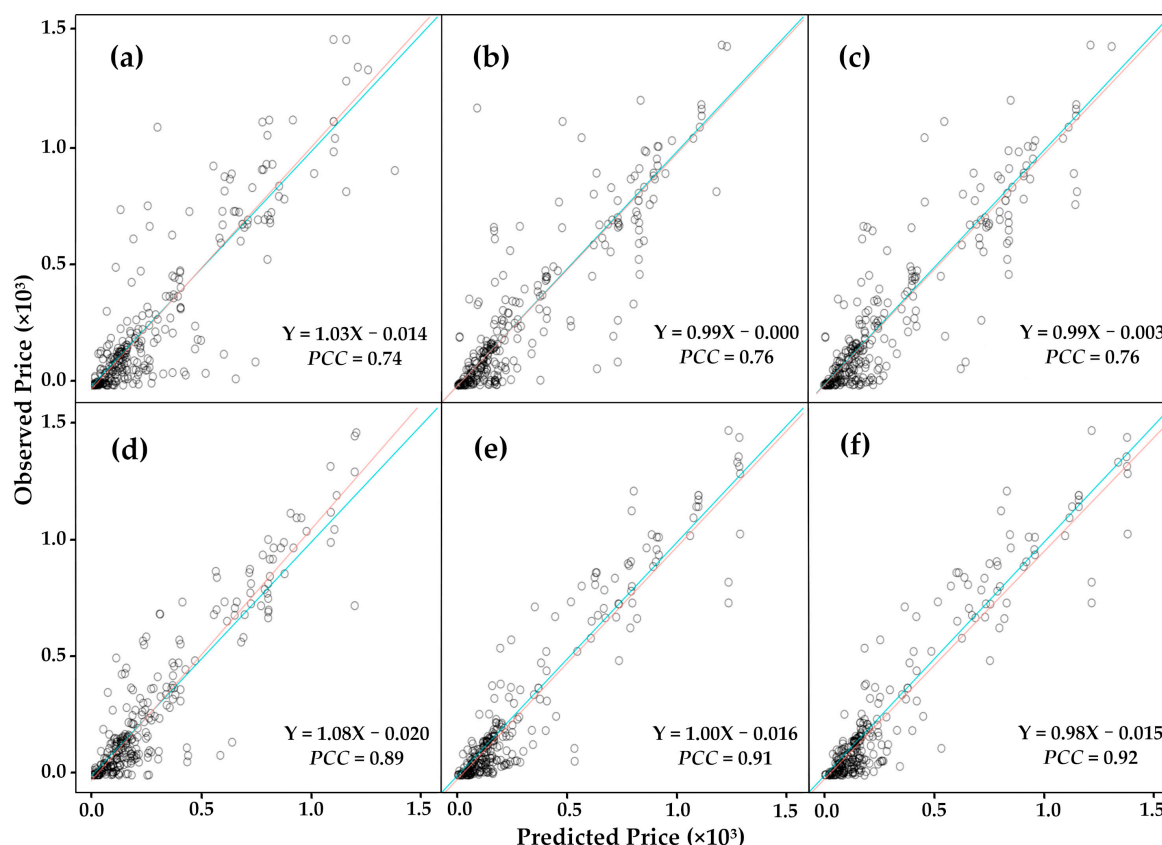 (a)
(b)
(c)
1.5
1.0
0.5
0.0
Y = 1.03X − 0.014
PCC = 0.74
Y = 0.99X − 0.000
PCC = 0.76
Y = 0.99X − 0.003
PCC = 0.76
Observed Price (×10³)
(d)
(e)
(f)
1.5
1.0
0.5
0.0
Y = 1.08X − 0.020
PCC = 0.89
Y = 1.00X − 0.016
PCC = 0.91
Y = 0.98X − 0.015
PCC = 0.92
0.0 0.5 1.0 1.5 0.0 0.5 1.0 1.5 0.0 0.5 1.0 1.5
Predicted Price (×10³)